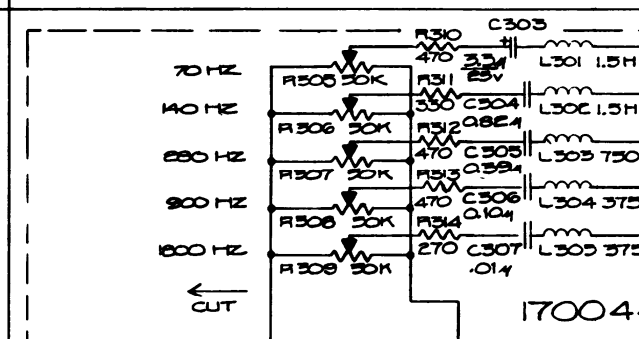 C303
R310
470
3.3µ
25V
L301 1.5H
70 HZ
R305 50K
R311
330
C304
0.82µ
L302 1.5H
140 HZ
R306 50K
R312
470
C305
0.39µ
L303 750
280 HZ
R307 50K
R313
470
C306
0.10µ
L304 375
900 HZ
R308 50K
R314
270
C307
.01µ
L305 375
HZ
R309 50K
CUT
17004